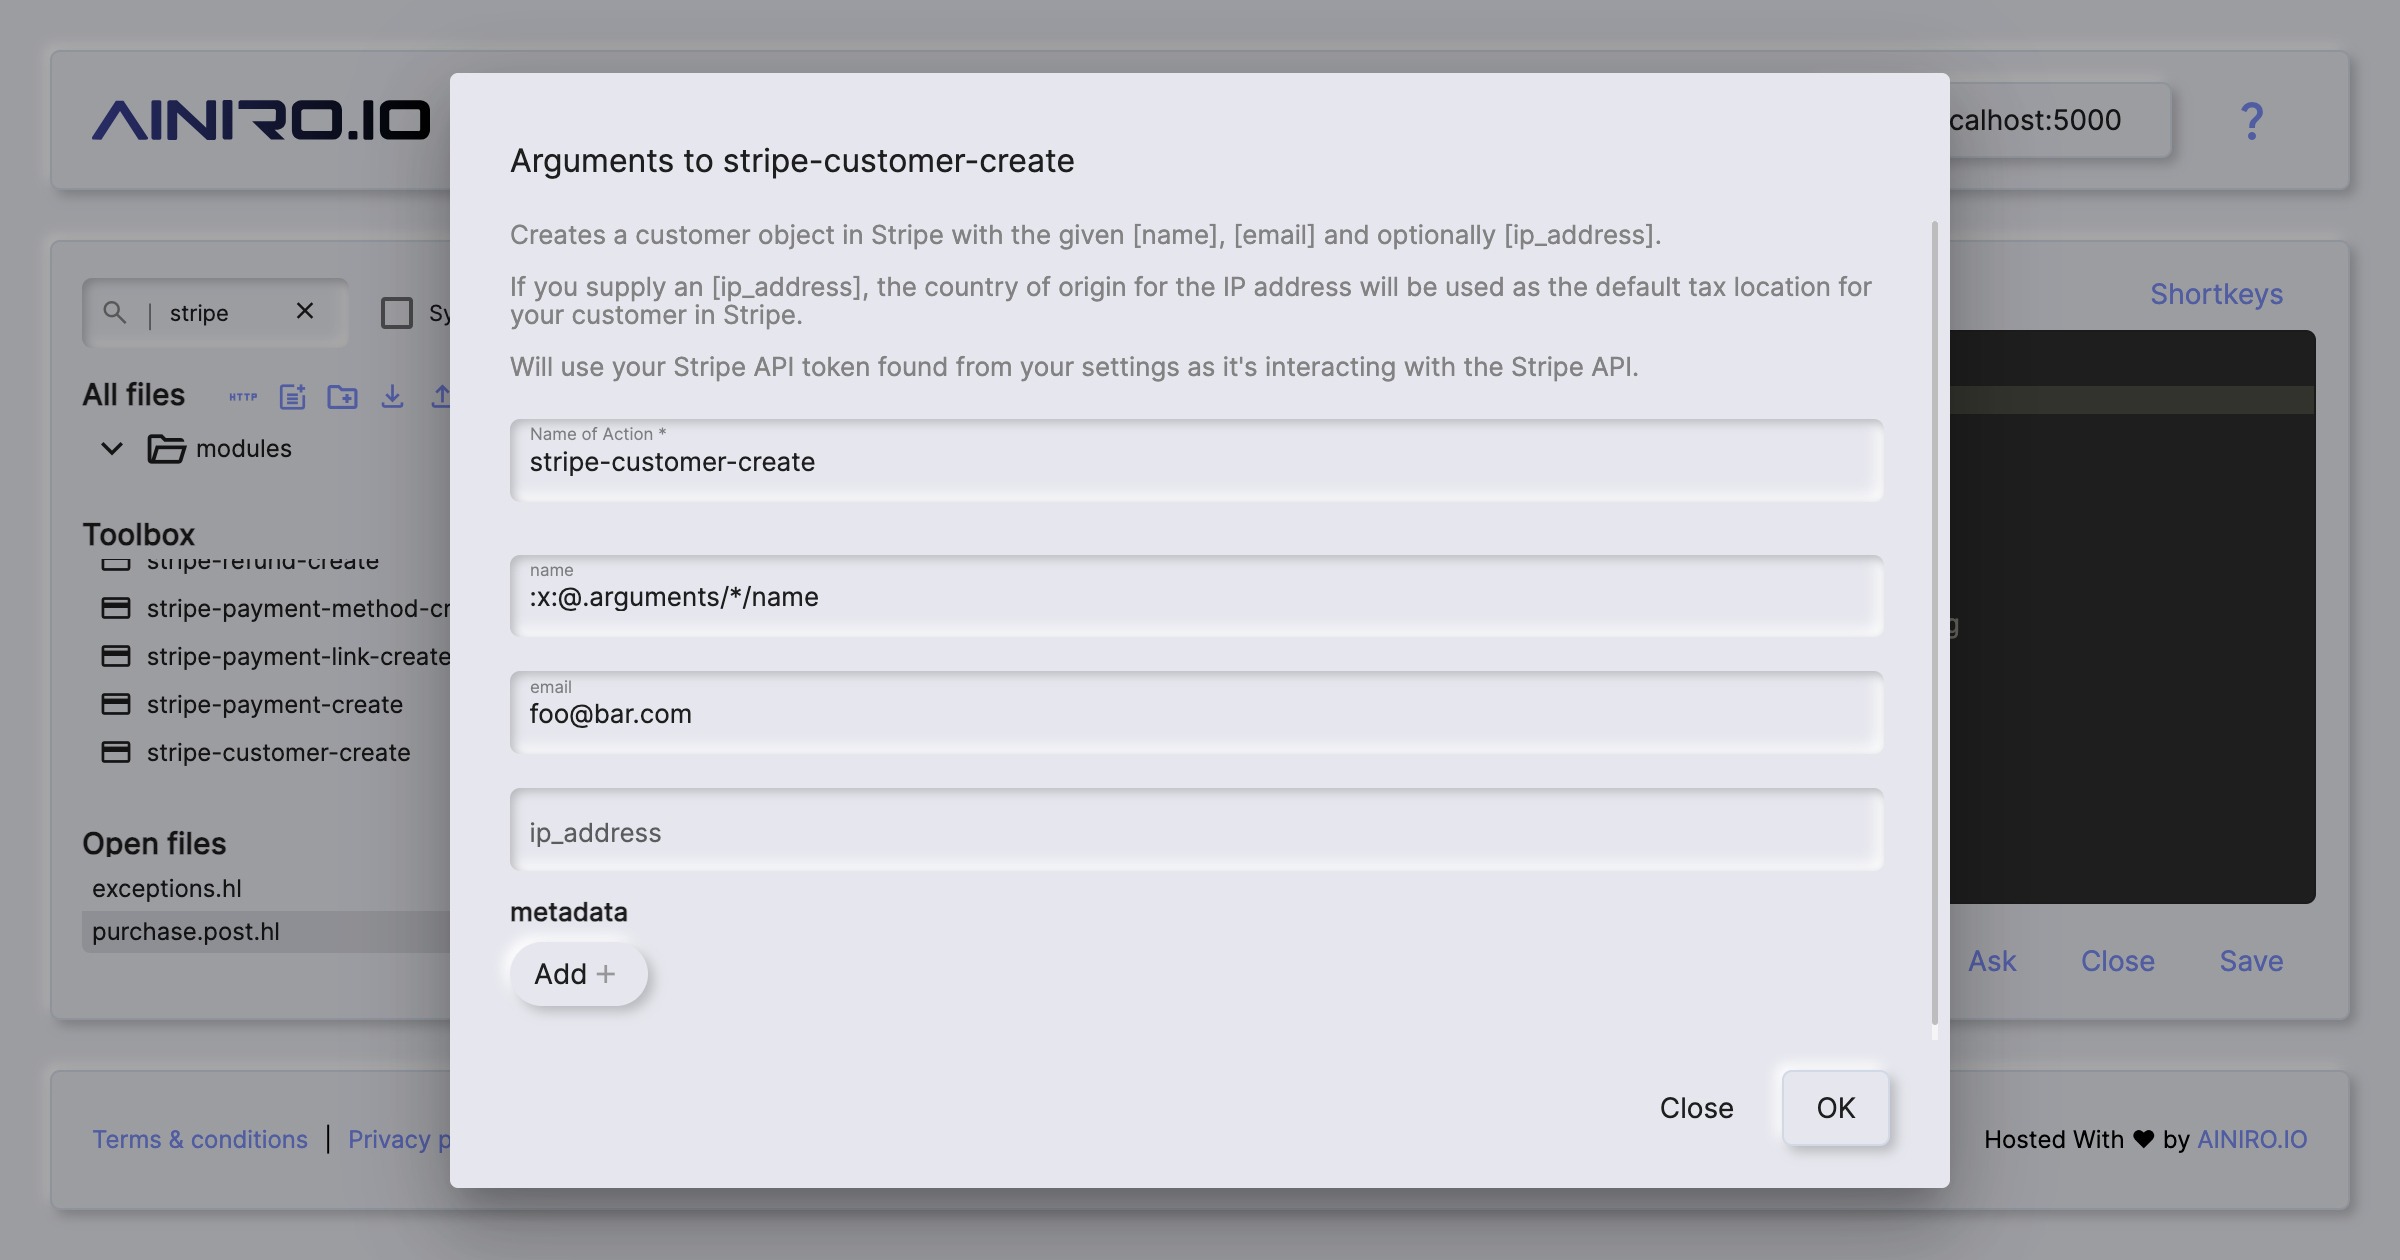 AINIRO.IO
calhost:5000
?
stripe
Sy
Shortkeys
All files
HTTP
modules
Toolbox
stripe-refund-create
stripe-payment-method-cr
stripe-payment-link-create
stripe-payment-create
stripe-customer-create
Open files
exceptions.hl
purchase.post.hl
Arguments to stripe-customer-create
Creates a customer object in Stripe with the given [name], [email] and optionally [ip_address].
If you supply an [ip_address], the country of origin for the IP address will be used as the default tax location for
your customer in Stripe.
Will use your Stripe API token found from your settings as it's interacting with the Stripe API.
Name of Action *
stripe-customer-create
name
:x:@.arguments/*/name
email
foo@bar.com
ip_address
metadata
Add +
Close
OK
g
Ask
Close
Save
Terms & conditions | Privacy p
Hosted With ♥ by AINIRO.IO